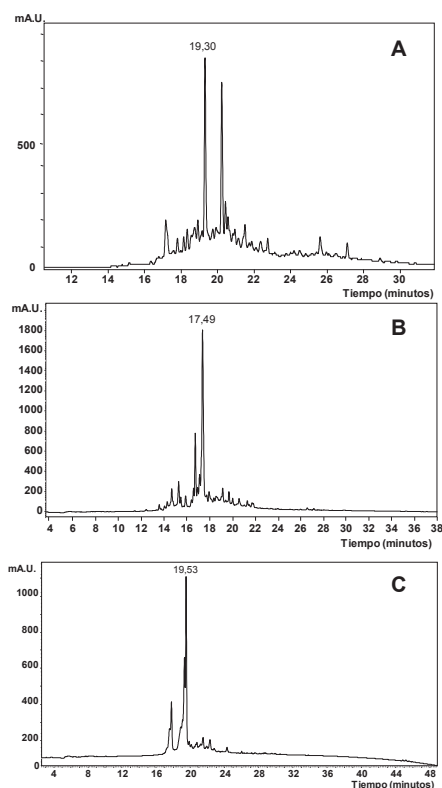 mA.U.
19,30
A
500
0
12 14 16 18 20 22 24 26 28 30
Tiempo (minutos)
mA.U.
17,49
B
1800
1600
1400
1200
1000
800
600
400
200
0
4 6 8 10 12 14 16 18 20 22 24 26 28 30 32 34 36 38
Tiempo (minutos)
mA.U.
19,53
C
1000
800
600
400
200
0
4 8 12 16 20 24 28 32 36 40 44 48
Tiempo (minutos)